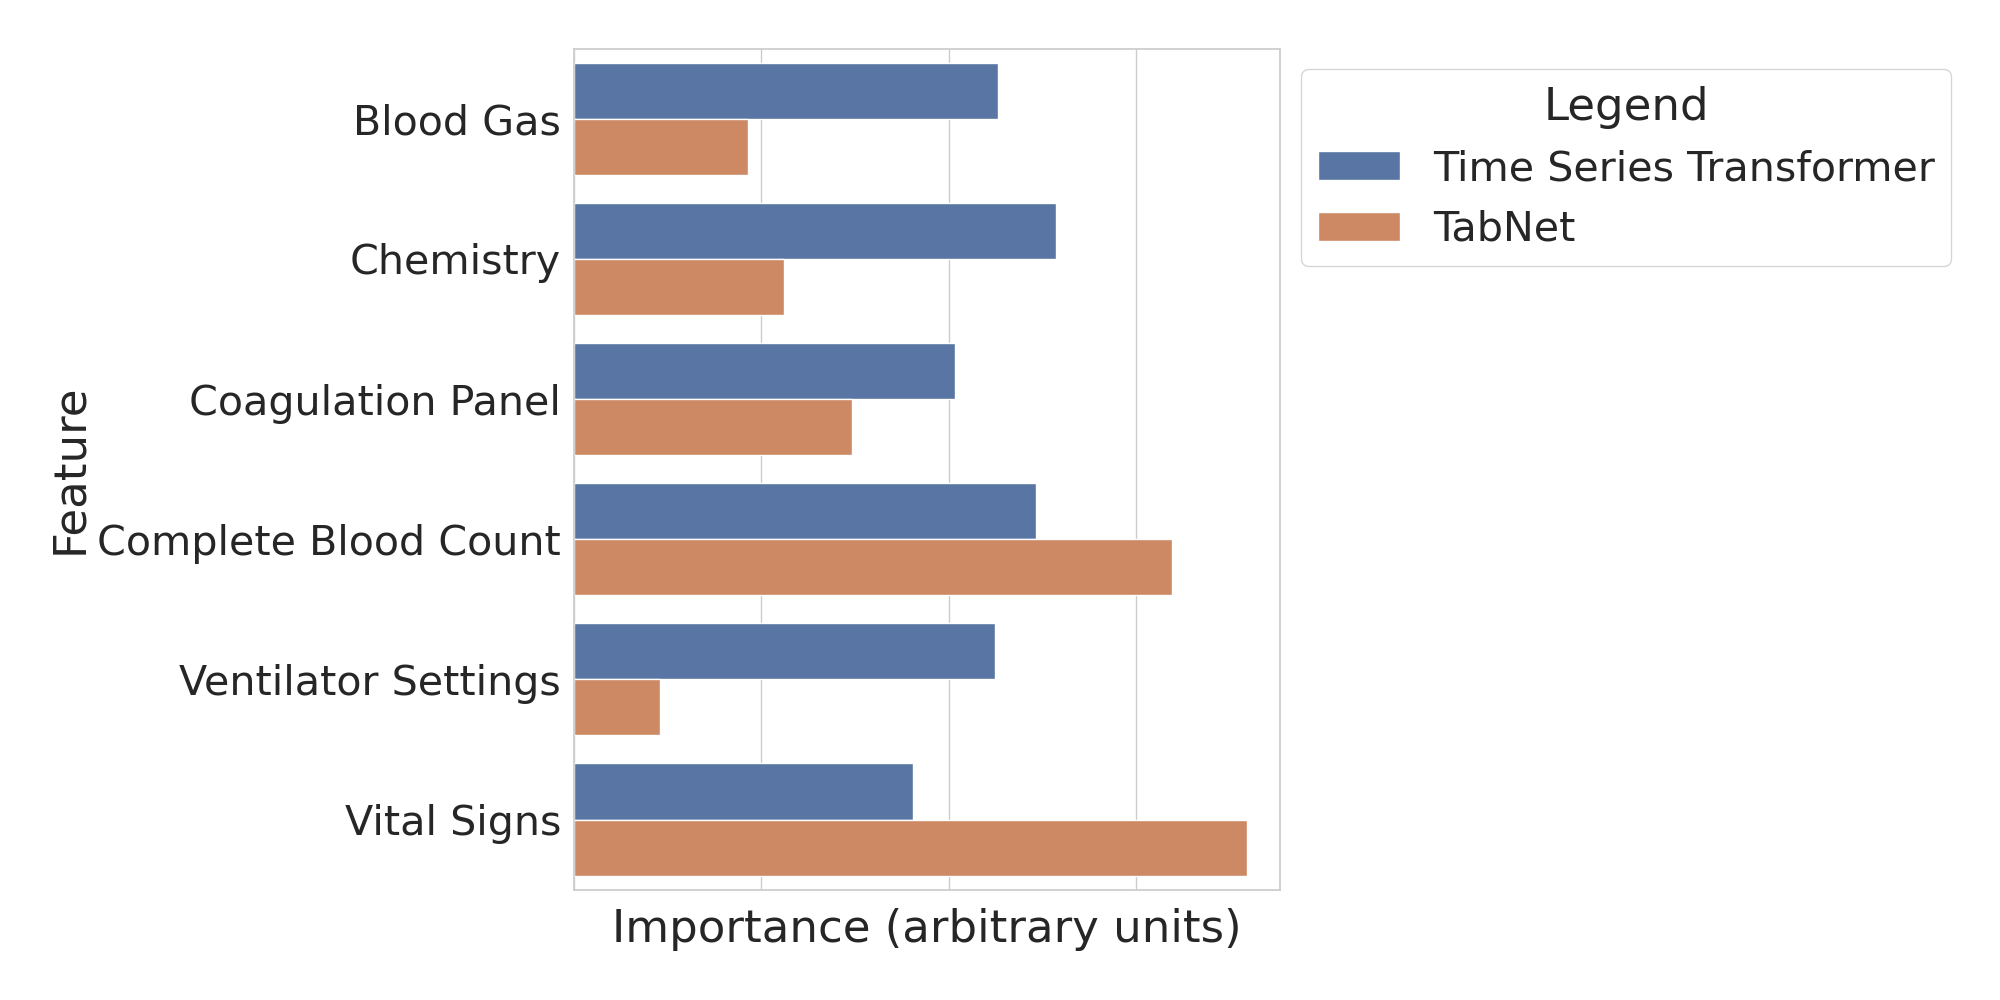 Blood Gas
Chemistry
Coagulation Panel
Complete Blood Count
Ventilator Settings
Vital Signs
Feature
Importance (arbitrary units)
Legend
Time Series Transformer
TabNet